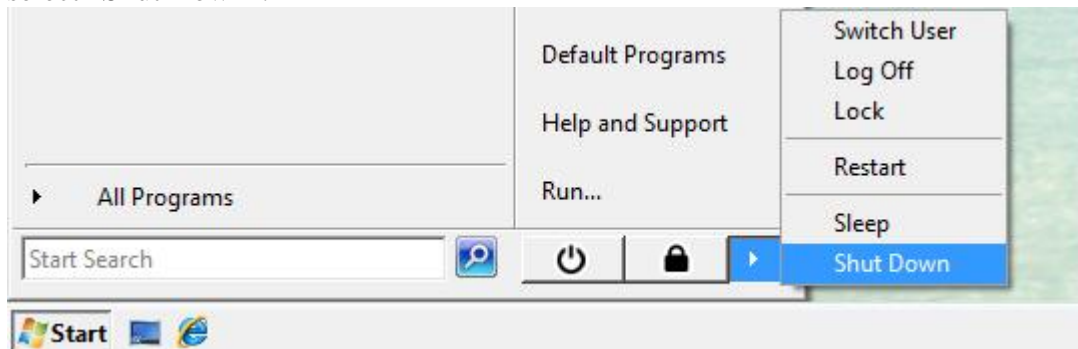 Switch User
Default Programs
Log Off
Lock
Help and Support
Restart
All Programs
Run...
Sleep
Start Search
Shut Down
Start